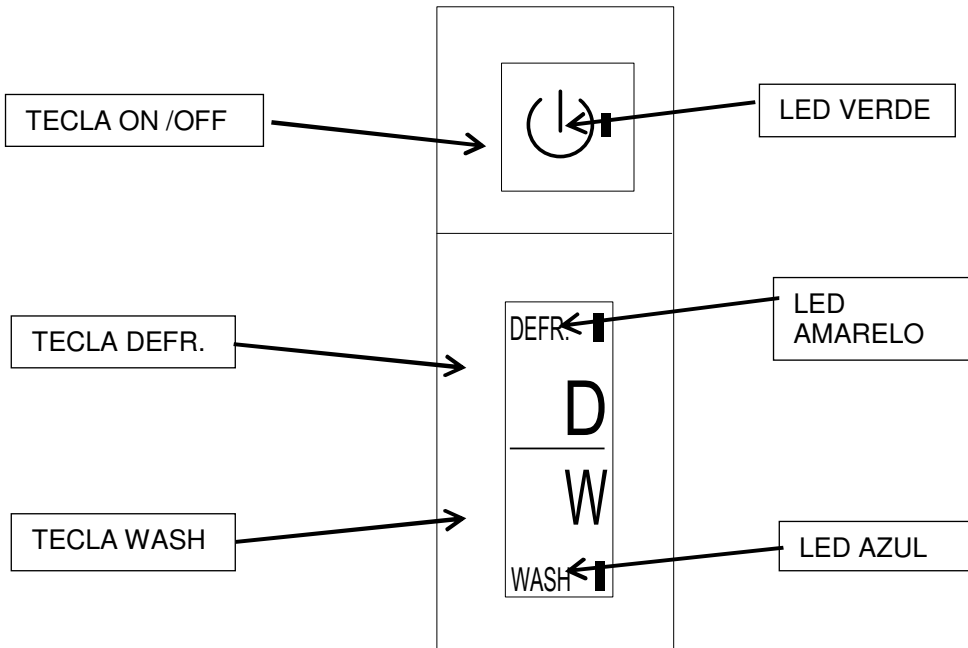 TECLA ON /OFF
LED VERDE
DEFR.
LED
AMARELO
TECLA DEFR.
D
W
TECLA WASH
WASH
LED AZUL